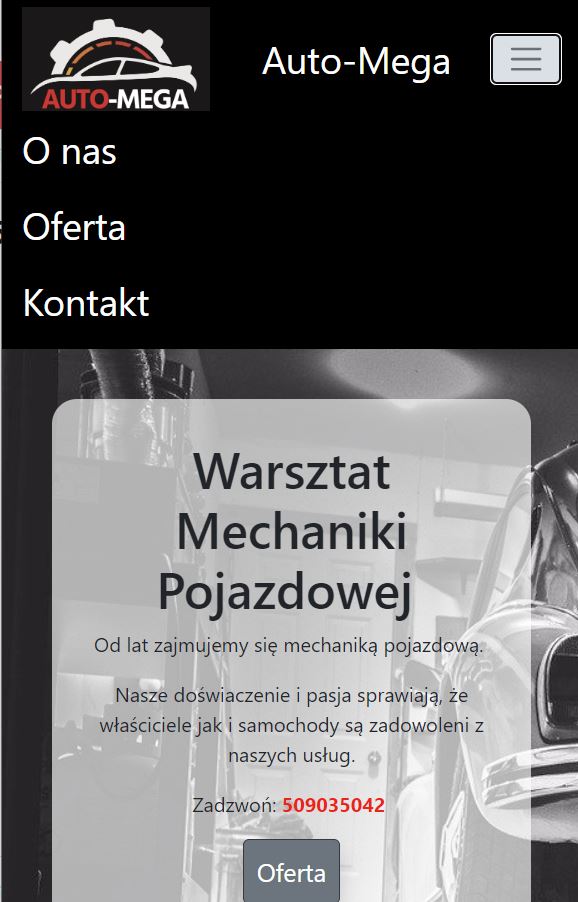 AUTO-MEGA
Auto-Mega
O nas
Oferta
Kontakt
Warsztat
Mechaniki
Pojazdowej
Od lat zajmujemy się mechaniką pojazdową.
Nasze doświaczenie i pasja sprawiają, że
właściciele jak i samochody są zadowoleni z
naszych usług.
Zadzwoń: 509035042
Oferta